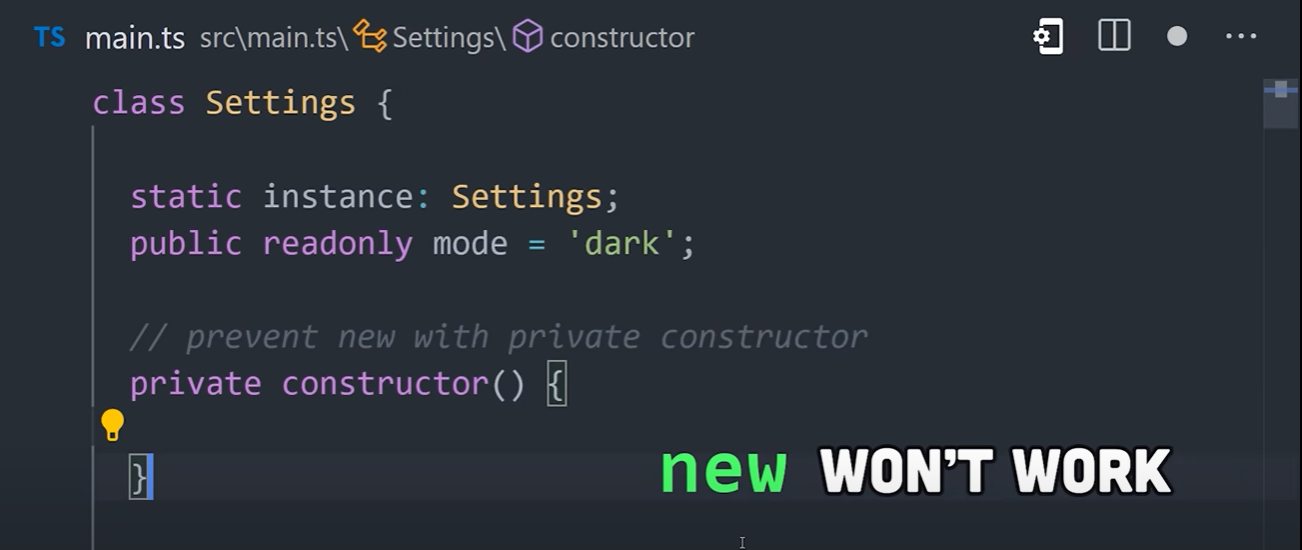 TS main.ts src\main.ts\ Settings\ constructor
class Settings {
static instance: Settings;
public readonly mode = 'dark';
// prevent new with private constructor
private constructor() {
}
new WON'T WORK